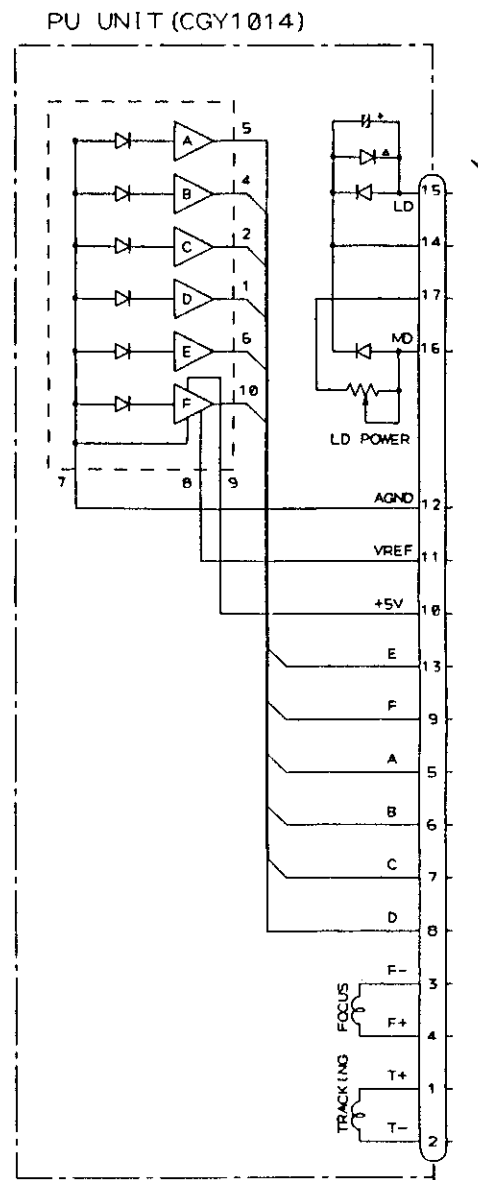 PU UNIT (CGY1014)
A 5
B 4
C 2
D 1
E 6
F 10
7 8 9
LD 15
14
17
MD 16
LD POWER
AGND 12
VREF 11
+5V 10
E 13
F 9
A 5
B 6
C 7
D 8
FOCUS
F- 3
F+ 4
TRACKING
T+ 1
T- 2